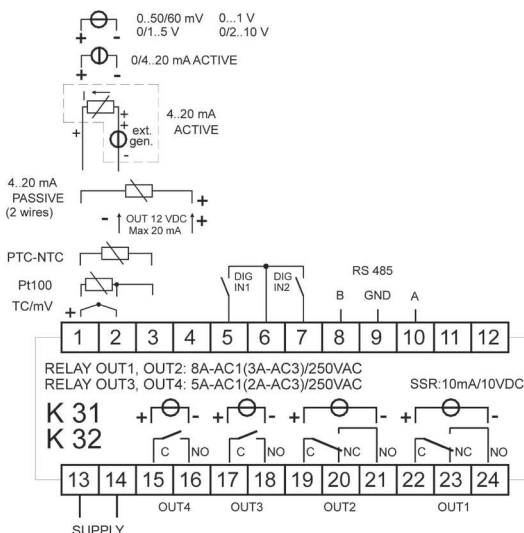 0..50/60 mV 0...1 V
0/1..5 V 0/2..10 V
+ -
0/4..20 mA ACTIVE
+ -
I
+
+
+
ext.
gen.
-
4..20 mA
ACTIVE
4..20 mA
PASSIVE
(2 wires)
+
- OUT 12 VDC +
Max 20 mA
PTC-NTC
Pt100
TC/mV
+ -
DIG
IN1
DIG
IN2
RS 485
B GND A
1 2 3 4 5 6 7 8 9 10 11 12
RELAY OUT1, OUT2: 8A-AC1(3A-AC3)/250VAC
RELAY OUT3, OUT4: 5A-AC1(2A-AC3)/250VAC
SSR:10mA/10VDC
K 31
K 32
+ - + - + - + -
C NO C NO C NC NO C NC NO
13 14 15 16 17 18 19 20 21 22 23 24
OUT4 OUT3 OUT2 OUT1
SUPPLY